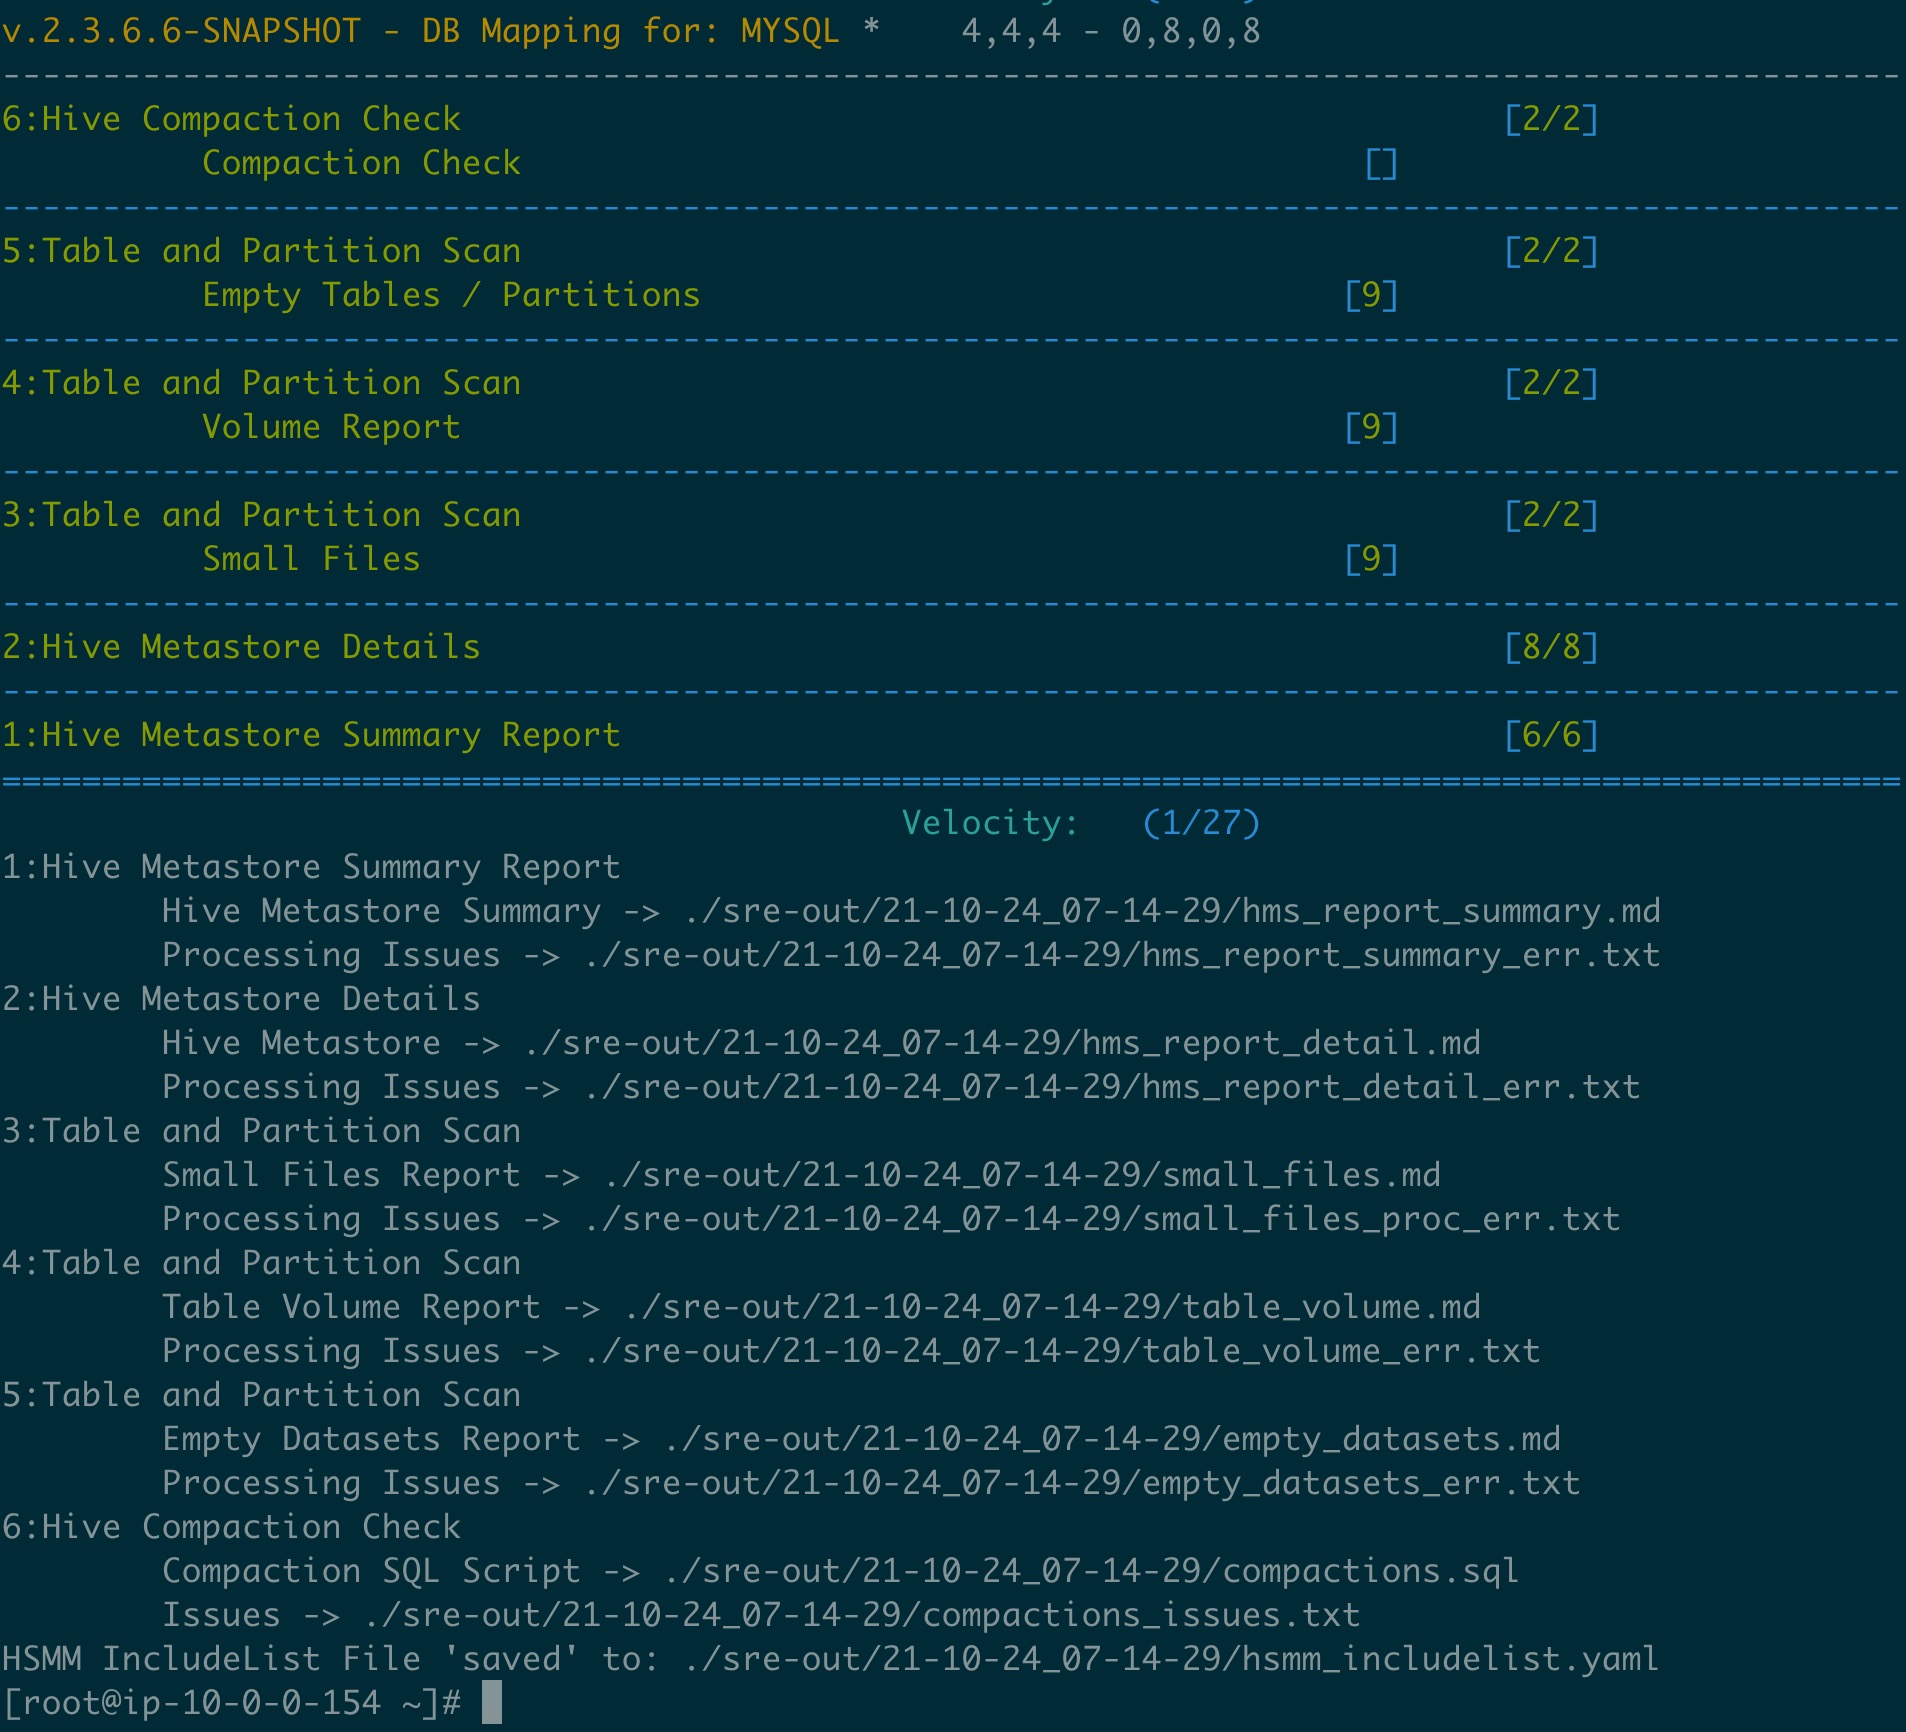 v.2.3.6.6-SNAPSHOT - DB Mapping for: MYSQL *    4,4,4 - 0,8,0,8
-----------------------------------------------------------------------------------------------
6:Hive Compaction Check                                                    [2/2]
          Compaction Check                                          []
-----------------------------------------------------------------------------------------------
5:Table and Partition Scan                                                 [2/2]
          Empty Tables / Partitions                                [9]
-----------------------------------------------------------------------------------------------
4:Table and Partition Scan                                                 [2/2]
          Volume Report                                            [9]
-----------------------------------------------------------------------------------------------
3:Table and Partition Scan                                                 [2/2]
          Small Files                                              [9]
-----------------------------------------------------------------------------------------------
2:Hive Metastore Details                                                   [8/8]
-----------------------------------------------------------------------------------------------
1:Hive Metastore Summary Report                                            [6/6]
===============================================================================================
                                             Velocity:   (1/27)
1:Hive Metastore Summary Report
        Hive Metastore Summary -> ./sre-out/21-10-24_07-14-29/hms_report_summary.md
        Processing Issues -> ./sre-out/21-10-24_07-14-29/hms_report_summary_err.txt
2:Hive Metastore Details
        Hive Metastore -> ./sre-out/21-10-24_07-14-29/hms_report_detail.md
        Processing Issues -> ./sre-out/21-10-24_07-14-29/hms_report_detail_err.txt
3:Table and Partition Scan
        Small Files Report -> ./sre-out/21-10-24_07-14-29/small_files.md
        Processing Issues -> ./sre-out/21-10-24_07-14-29/small_files_proc_err.txt
4:Table and Partition Scan
        Table Volume Report -> ./sre-out/21-10-24_07-14-29/table_volume.md
        Processing Issues -> ./sre-out/21-10-24_07-14-29/table_volume_err.txt
5:Table and Partition Scan
        Empty Datasets Report -> ./sre-out/21-10-24_07-14-29/empty_datasets.md
        Processing Issues -> ./sre-out/21-10-24_07-14-29/empty_datasets_err.txt
6:Hive Compaction Check
        Compaction SQL Script -> ./sre-out/21-10-24_07-14-29/compactions.sql
        Issues -> ./sre-out/21-10-24_07-14-29/compactions_issues.txt
HSMM IncludeList File 'saved' to: ./sre-out/21-10-24_07-14-29/hsmm_includelist.yaml
[root@ip-10-0-0-154 ~]#